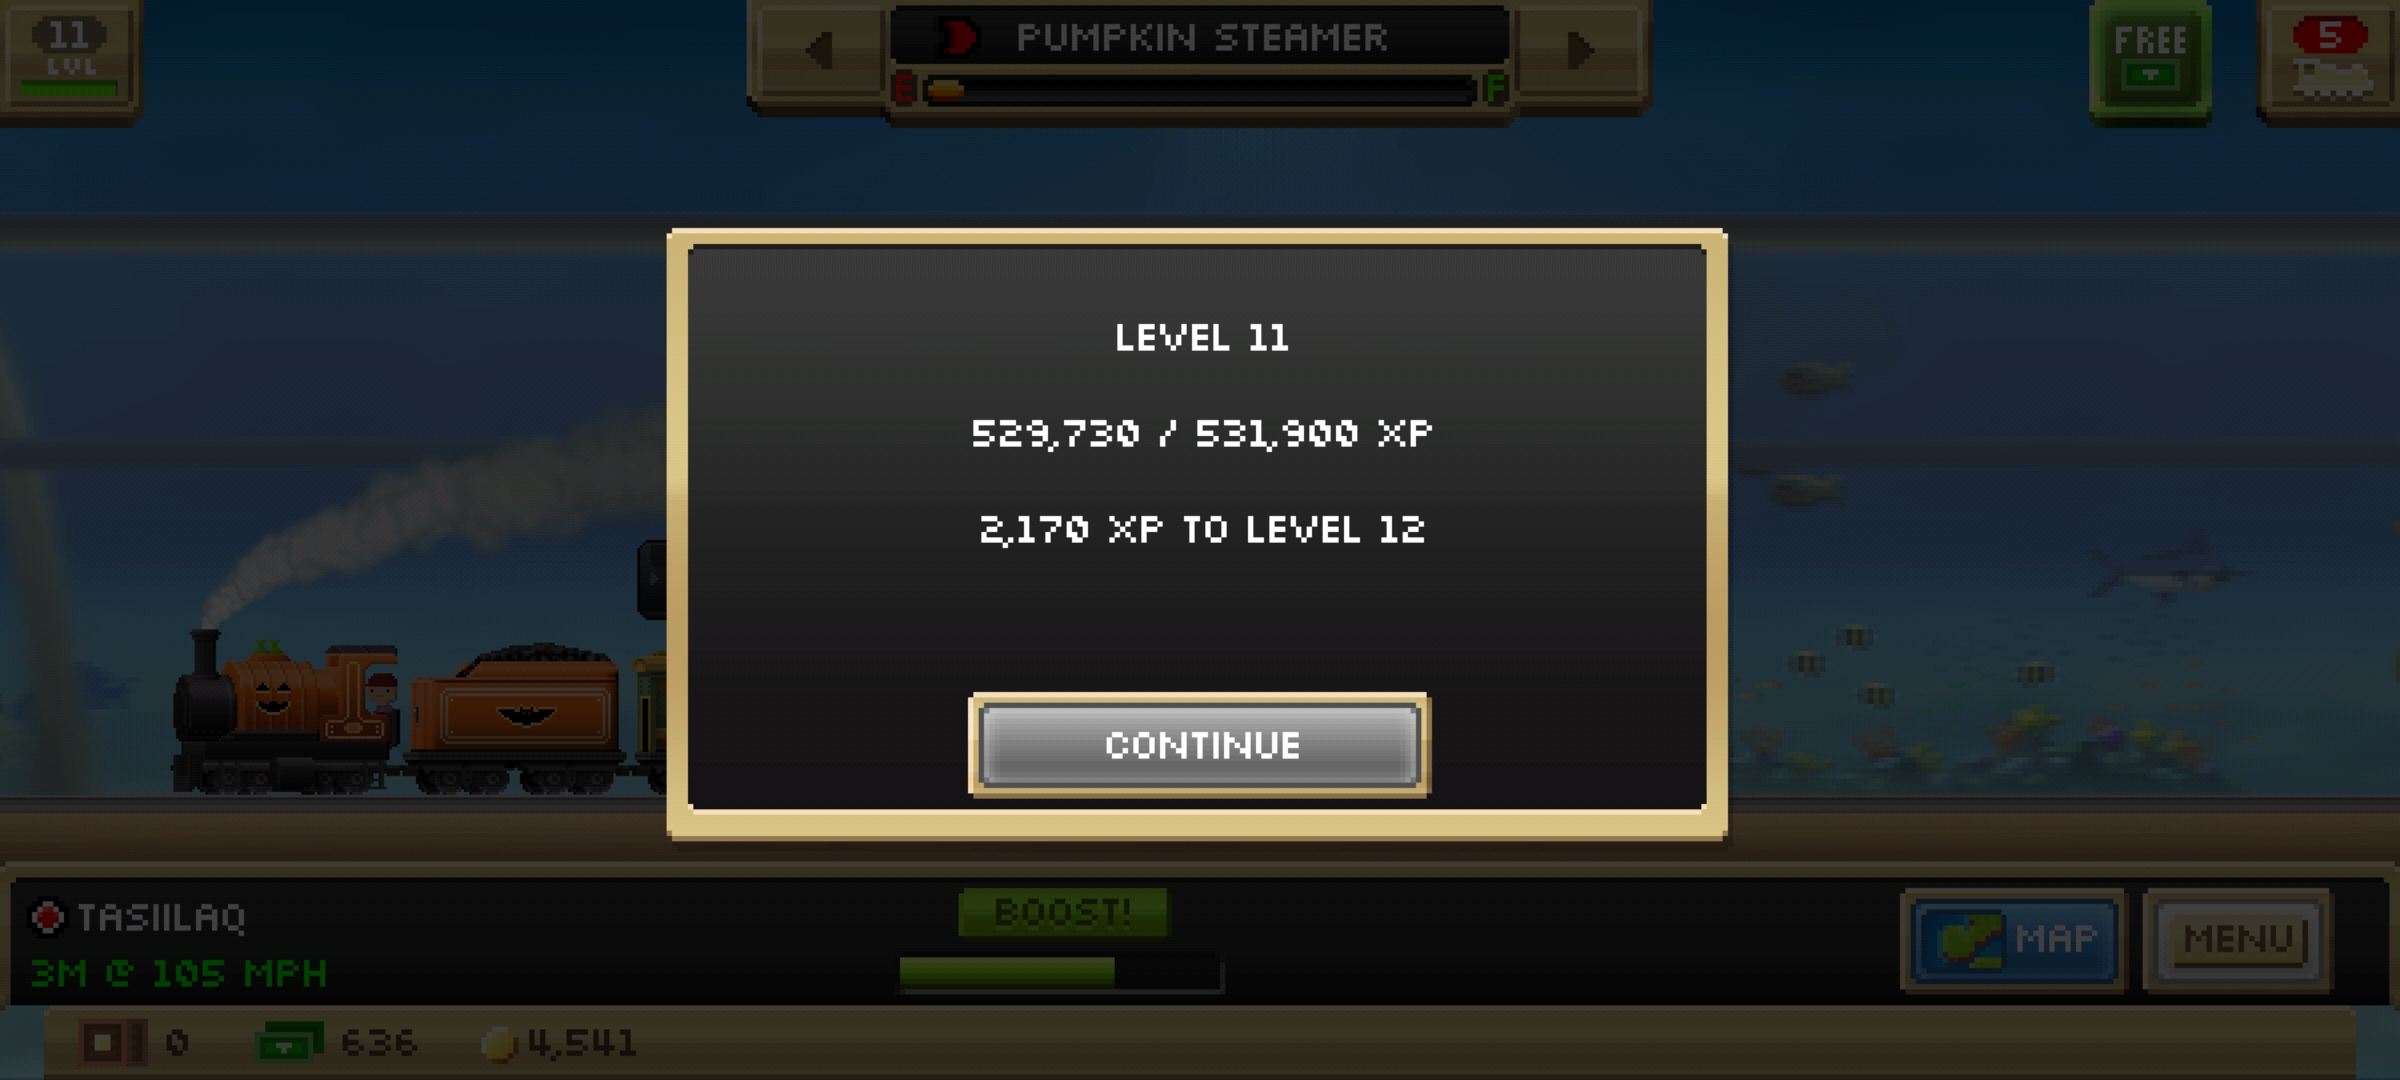 11
LVL
PUMPKIN STEAMER
E F
FREE
5
LEVEL 11
529,730 / 531,900 XP
2,170 XP TO LEVEL 12
CONTINUE
TASIILAQ
3M @ 105 MPH
BOOST!
MAP
MENU
0 636 4,541